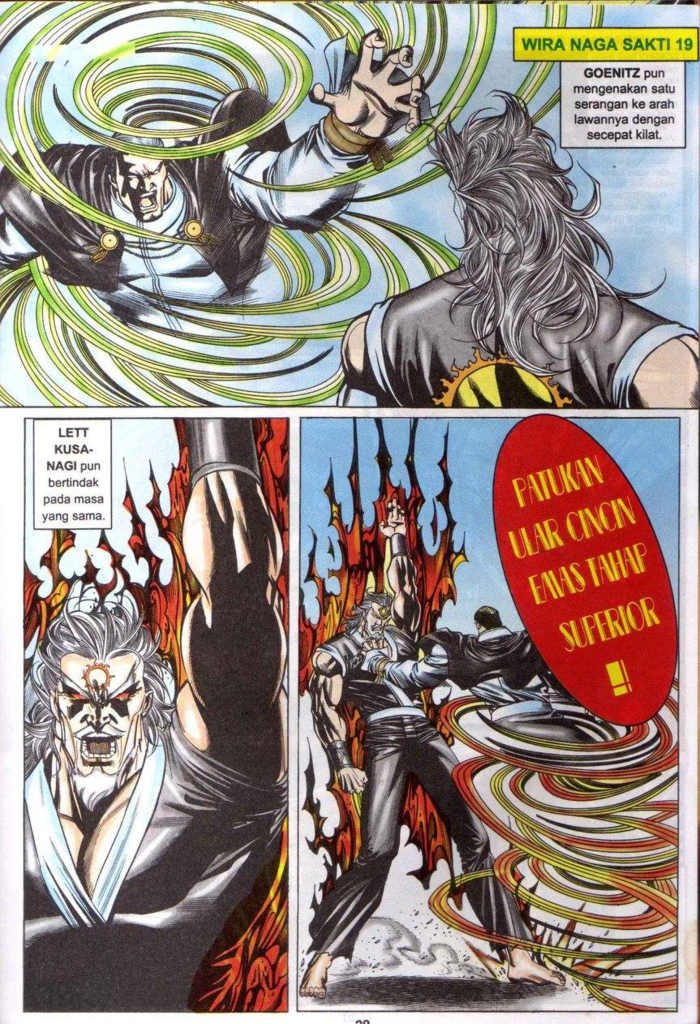 WIRA NAGA SAKTI 19
GOENITZ pun
mengenakan satu
serangan ke arah
lawannya dengan
secepat kilat.
LETT
KUSA-
NAGI pun
bertindak
pada masa
yang sama.
PATUKAN
ULAR CINCIN
EMAS TAHAP
SUPERIOR
!!